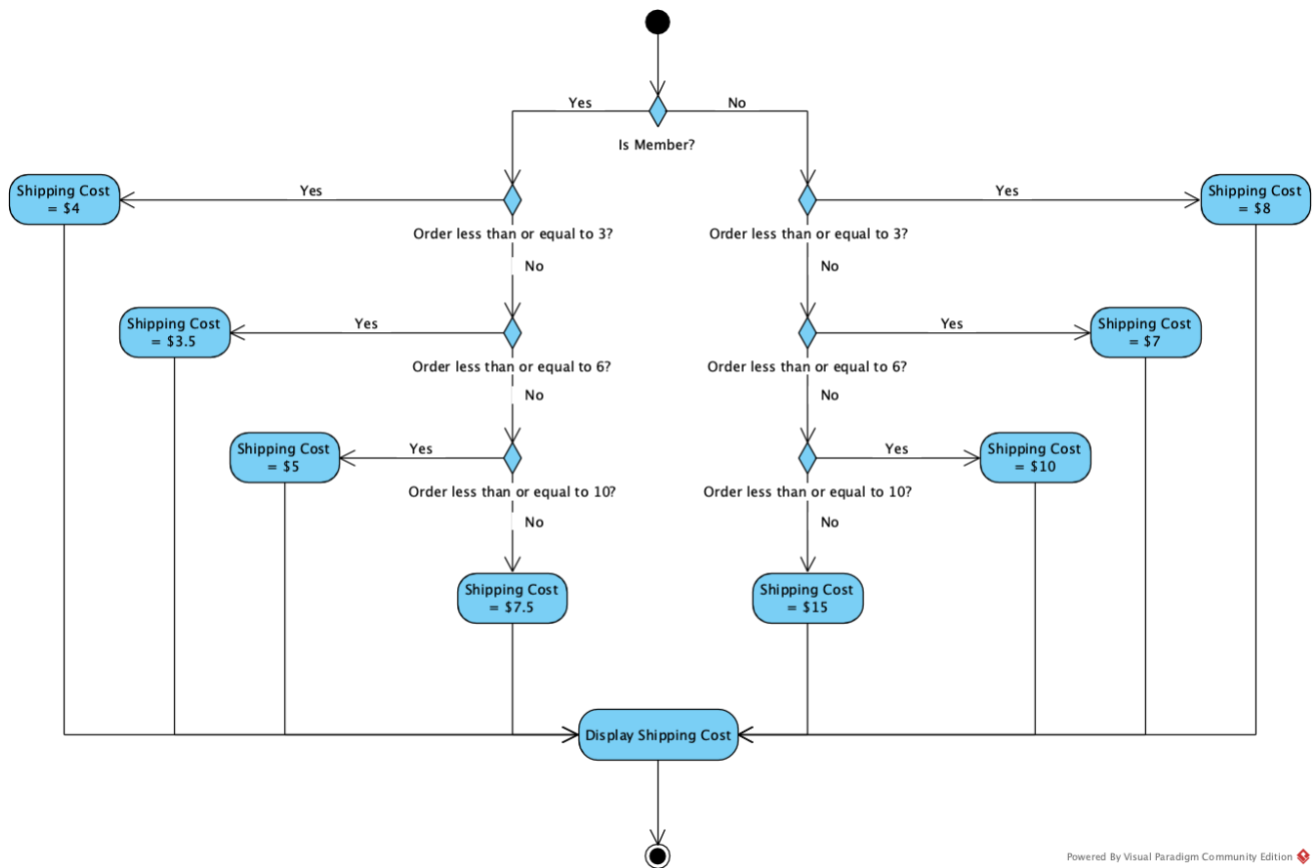 Yes
No
Is Member?
Shipping Cost
= $4
Yes
Yes
Shipping Cost
= $8
Order less than or equal to 3?
Order less than or equal to 3?
No
No
Shipping Cost
= $3.5
Yes
Yes
Shipping Cost
= $7
Order less than or equal to 6?
Order less than or equal to 6?
No
No
Shipping Cost
= $5
Yes
Yes
Shipping Cost
= $10
Order less than or equal to 10?
Order less than or equal to 10?
No
No
Shipping Cost
= $7.5
Shipping Cost
= $15
Display Shipping Cost
Powered By Visual Paradigm Community Edition